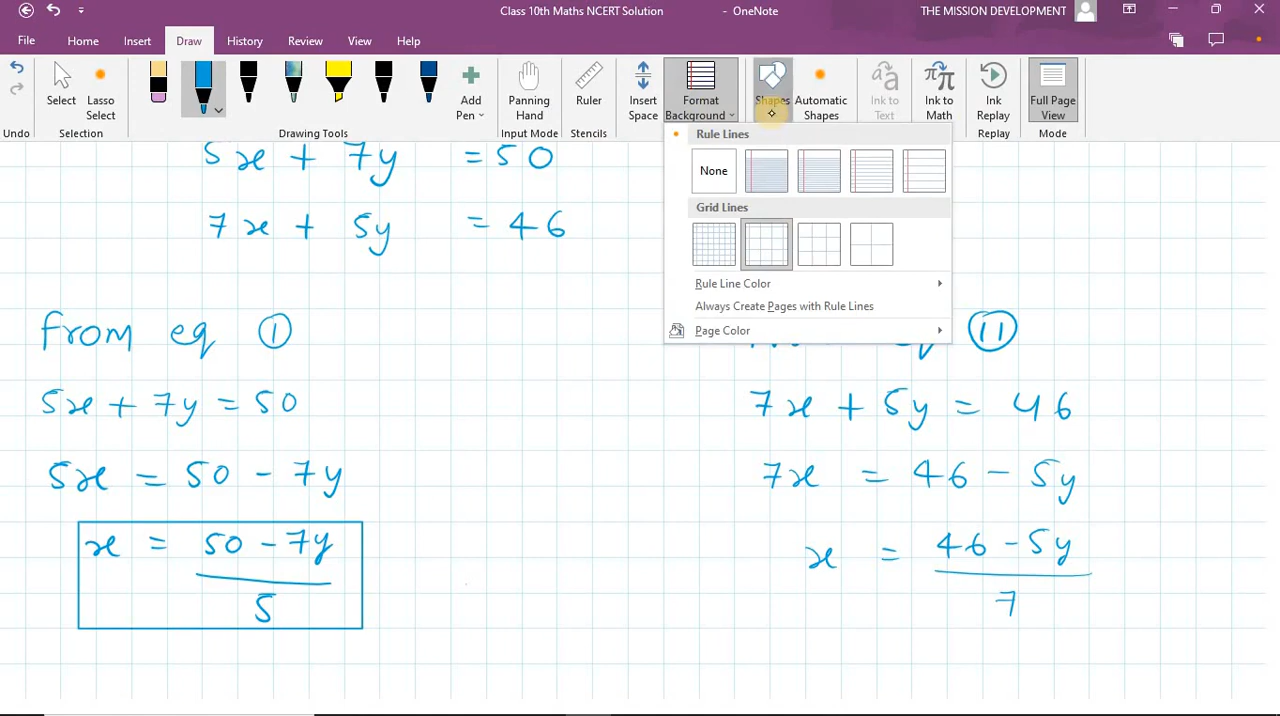 Class 10th Maths NCERT Solution - OneNote
THE MISSION DEVELOPMENT
File Home Insert Draw History Review View Help
Undo
Select
Lasso Select
Selection
Drawing Tools
Add Pen
Panning Hand
Input Mode
Ruler
Stencils
Insert Space
Format Background
Shapes
Automatic Shapes
Ink to Text
Ink to Math
Ink Replay
Replay
Full Page View
Mode
Rule Lines
None
Grid Lines
Rule Line Color
Always Create Pages with Rule Lines
Page Color
5x + 7y = 50
7x + 5y = 46
from eq ①
5x + 7y = 50
5x = 50 - 7y
x = 50 - 7y
5
11
7x + 5y = 46
7x = 46 - 5y
x = 46 - 5y
7